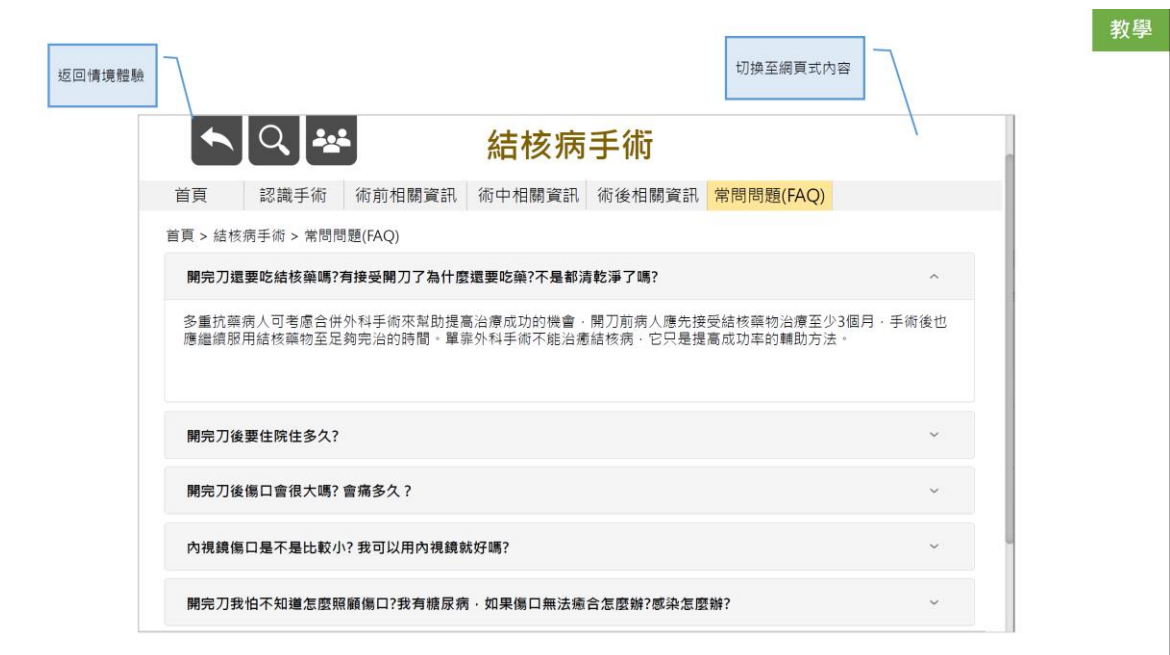 教學
返回情境體驗
切換至網頁式內容
結核病手術
首頁 認識手術 術前相關資訊 術中相關資訊 術後相關資訊 常問問題(FAQ)
首頁 > 結核病手術 > 常問問題(FAQ)
開完刀還要吃結核藥嗎?有接受開刀了為什麼還要吃藥?不是都清乾淨了嗎?
多重抗藥病人可考慮合併外科手術來幫助提高治療成功的機會，開刀前病人應先接受結核藥物治療至少3個月，手術後也
應繼續服用結核藥物至足夠完治的時間。單靠外科手術不能治癒結核病，它只是提高成功率的輔助方法。
開完刀後要住院住多久?
開完刀後傷口會很大嗎? 會痛多久？
內視鏡傷口是不是比較小? 我可以用內視鏡就好嗎?
開完刀我怕不知道怎麼照顧傷口?我有糖尿病，如果傷口無法癒合怎麼辦?感染怎麼辦?